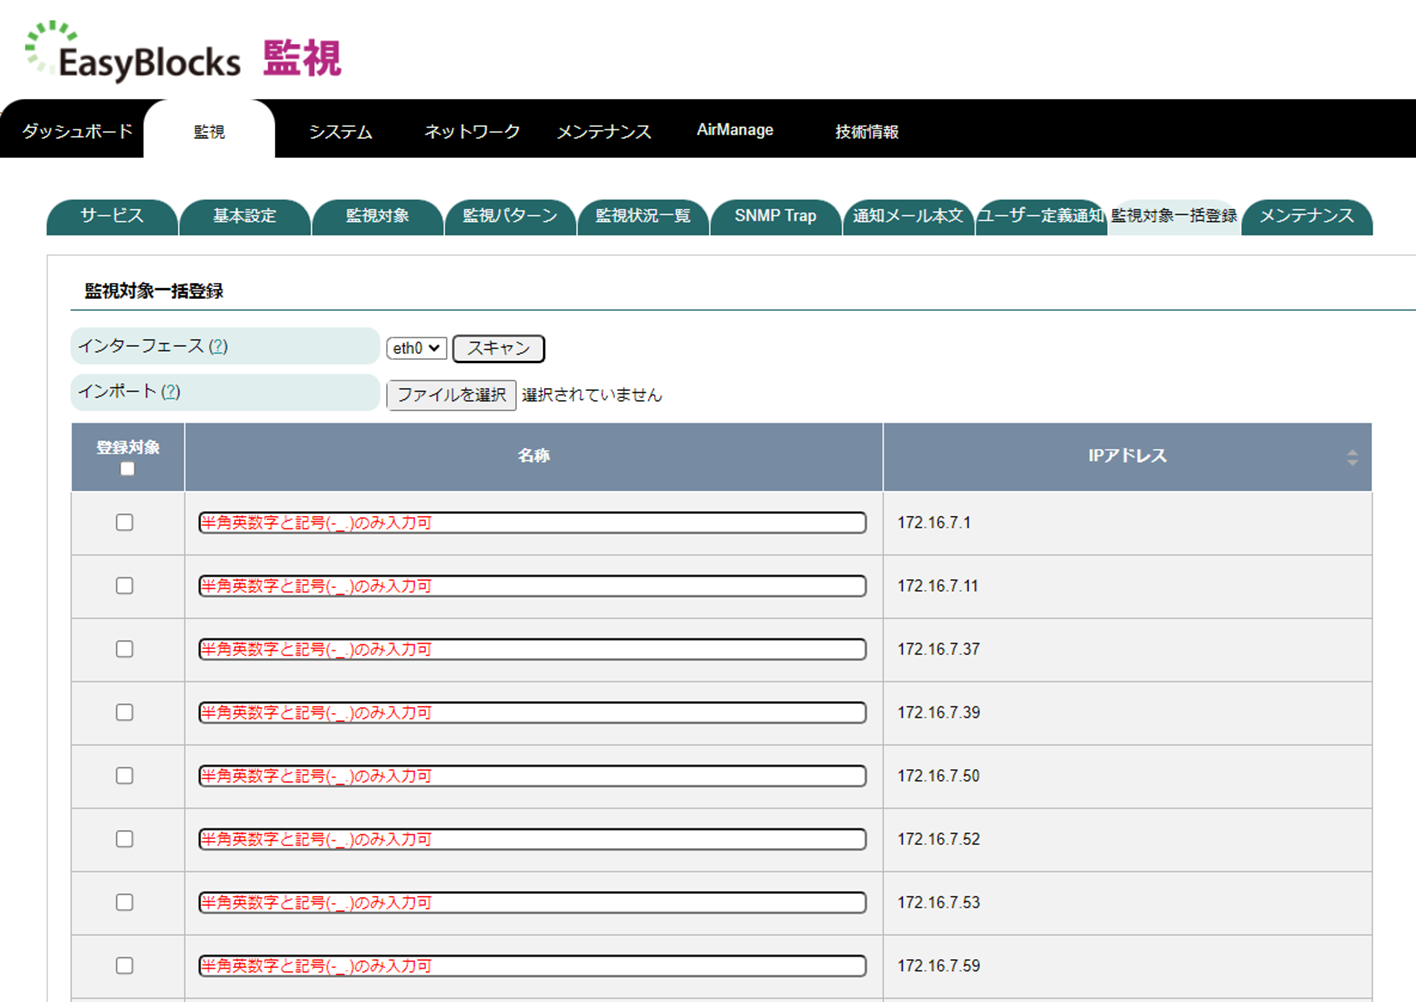 EasyBlocks 監視
ダッシュボード 監視 システム ネットワーク メンテナンス AirManage 技術情報
サービス 基本設定 監視対象 監視パターン 監視状況一覧 SNMP Trap 通知メール本文 ユーザー定義通知 監視対象一括登録 メンテナンス
監視対象一括登録
インターフェース (?) eth0 スキャン
インポート (?) ファイルを選択 選択されていません
登録対象 名称 IPアドレス
半角英数字と記号(-_.)のみ入力可 172.16.7.1
半角英数字と記号(-_.)のみ入力可 172.16.7.11
半角英数字と記号(-_.)のみ入力可 172.16.7.37
半角英数字と記号(-_.)のみ入力可 172.16.7.39
半角英数字と記号(-_.)のみ入力可 172.16.7.50
半角英数字と記号(-_.)のみ入力可 172.16.7.52
半角英数字と記号(-_.)のみ入力可 172.16.7.53
半角英数字と記号(-_.)のみ入力可 172.16.7.59